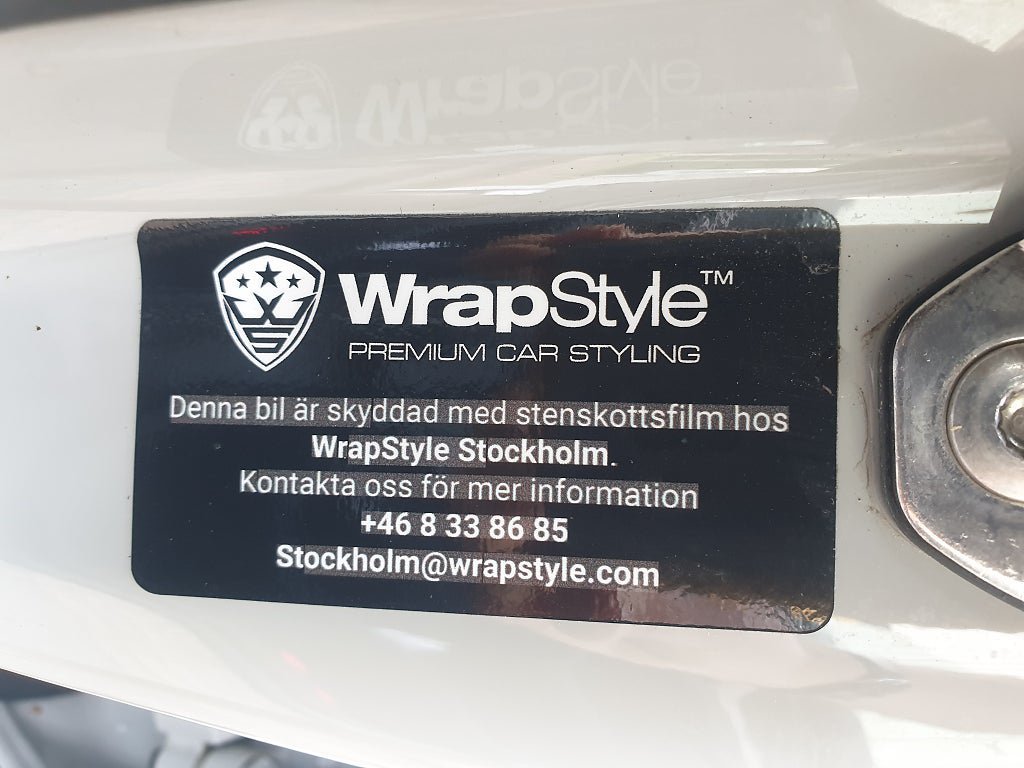 WrapStyle™
PREMIUM CAR STYLING
Denna bil är skyddad med stenskottsfilm hos
WrapStyle Stockholm.
Kontakta oss för mer information
+46 8 33 86 85
Stockholm@wrapstyle.com